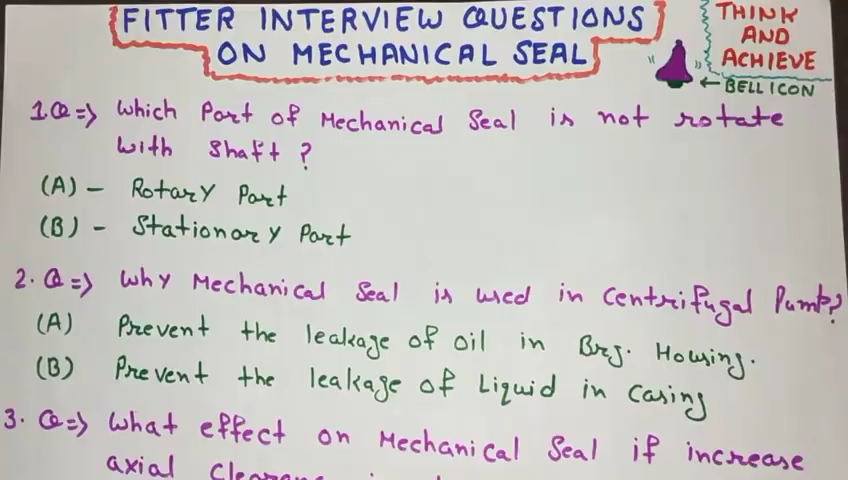 FITTER INTERVIEW QUESTIONS
ON MECHANICAL SEAL
THINK
AND
ACHIEVE
←BELL ICON
1.Q=> Which Part of Mechanical Seal is not rotate
with shaft?
(A) - Rotary Part
(B) - Stationary Part
2. Q=> Why Mechanical Seal is used in Centrifugal Pump?
(A) Prevent the leakage of oil in Brg. Housing.
(B) Prevent the leakage of Liquid in Casing
3. Q=> What effect on Mechanical Seal if increase
axial